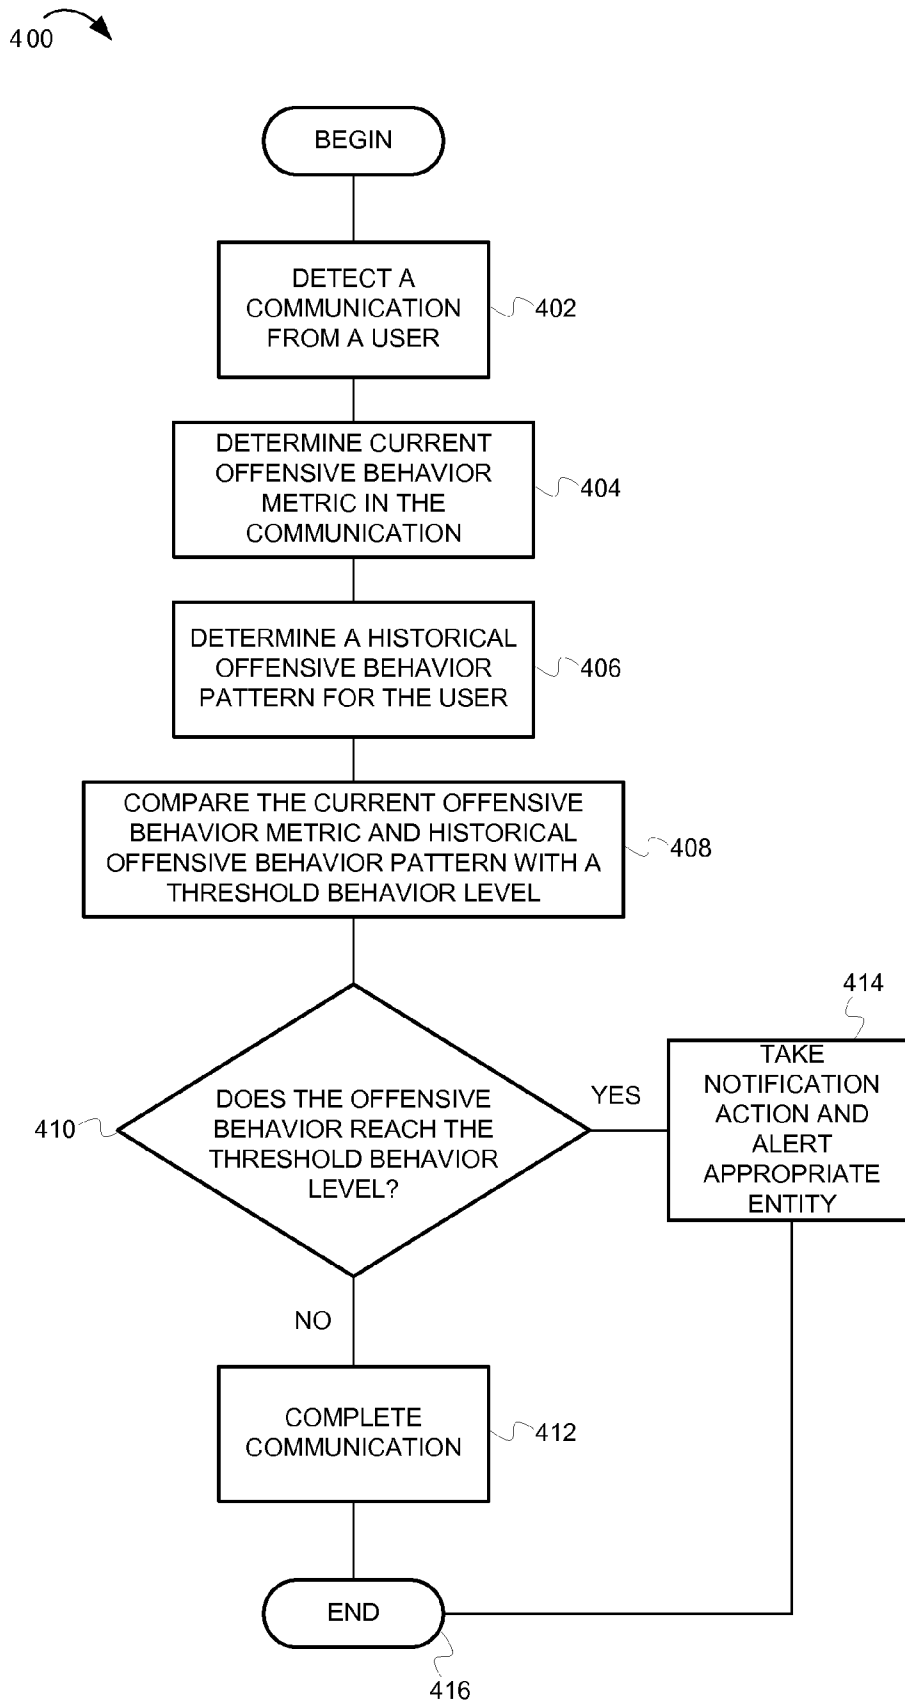 400
BEGIN
DETECT A
COMMUNICATION
FROM A USER
402
DETERMINE CURRENT
OFFENSIVE BEHAVIOR
METRIC IN THE
COMMUNICATION
404
DETERMINE A HISTORICAL
OFFENSIVE BEHAVIOR
PATTERN FOR THE USER
406
COMPARE THE CURRENT OFFENSIVE
BEHAVIOR METRIC AND HISTORICAL
OFFENSIVE BEHAVIOR PATTERN WITH A
THRESHOLD BEHAVIOR LEVEL
408
DOES THE OFFENSIVE
BEHAVIOR REACH THE
THRESHOLD BEHAVIOR
LEVEL?
410
YES
414
TAKE
NOTIFICATION
ACTION AND
ALERT
APPROPRIATE
ENTITY
NO
COMPLETE
COMMUNICATION
412
END
416